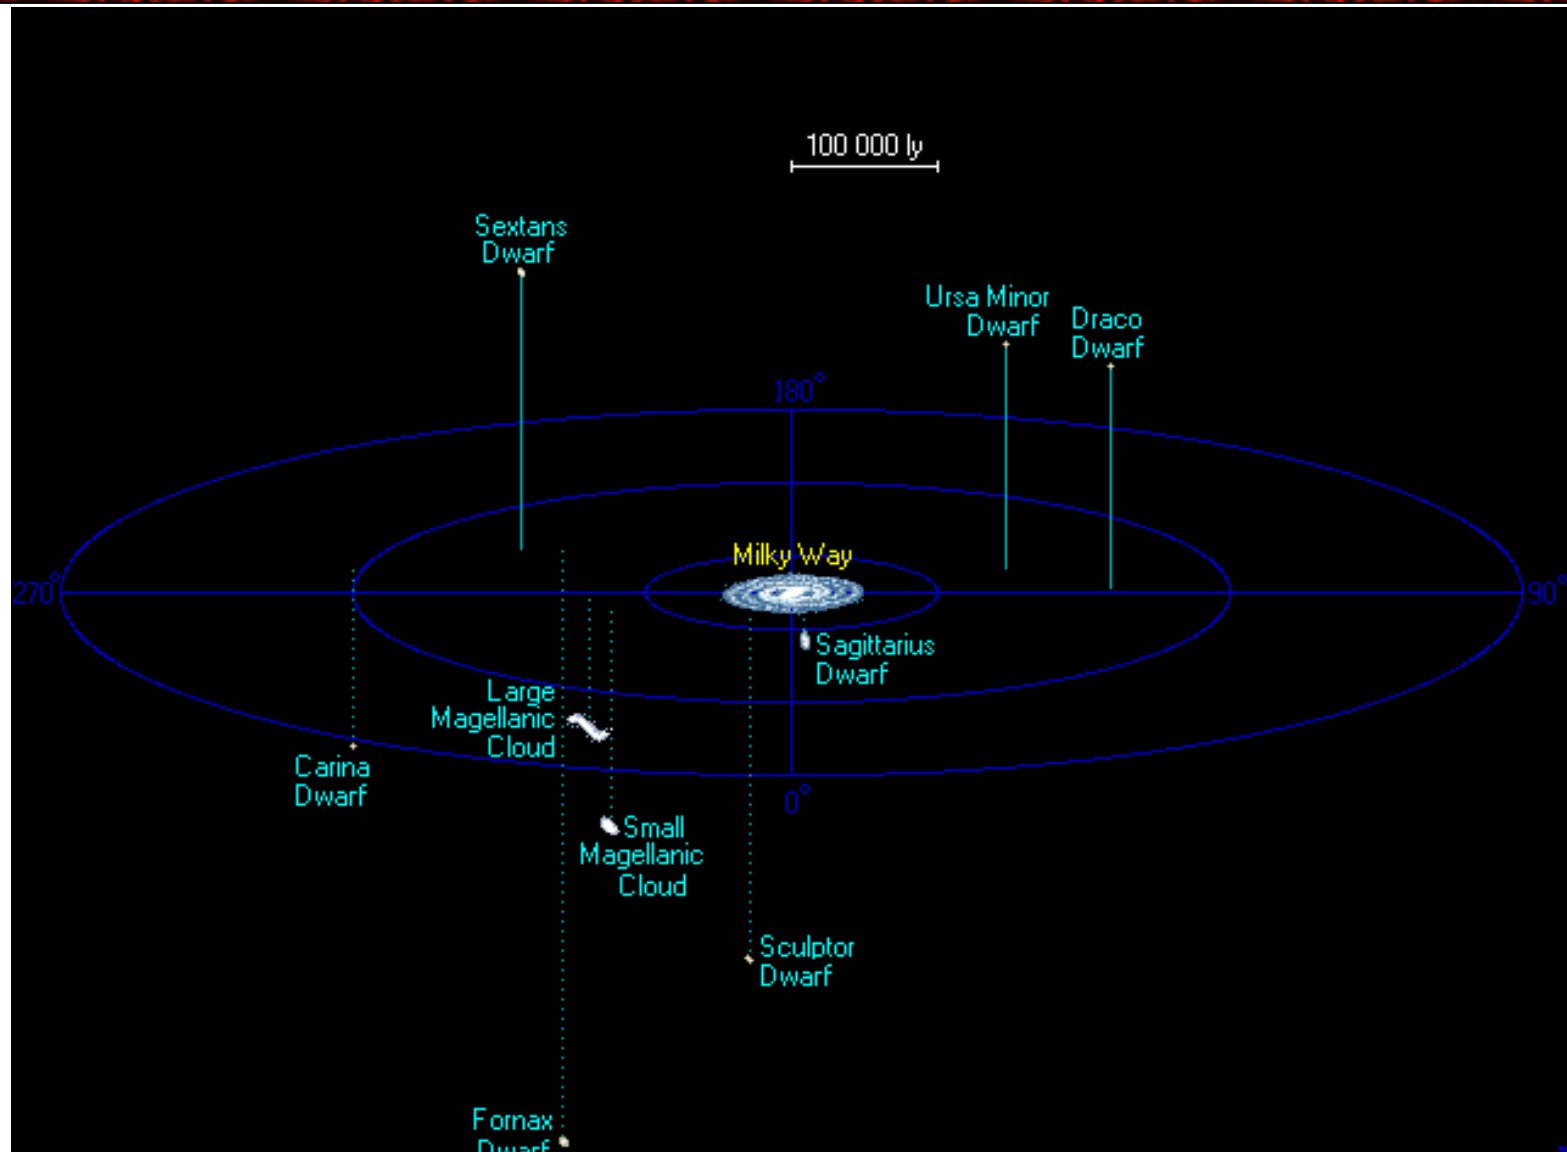 100 000 ly
Sextans
Dwarf
Ursa Minor
Dwarf
Draco
Dwarf
180°
Milky Way
270°
90°
Sagittarius
Dwarf
Large
Magellanic
Cloud
Carina
Dwarf
0°
Small
Magellanic
Cloud
Sculptor
Dwarf
Fornax
Dwarf